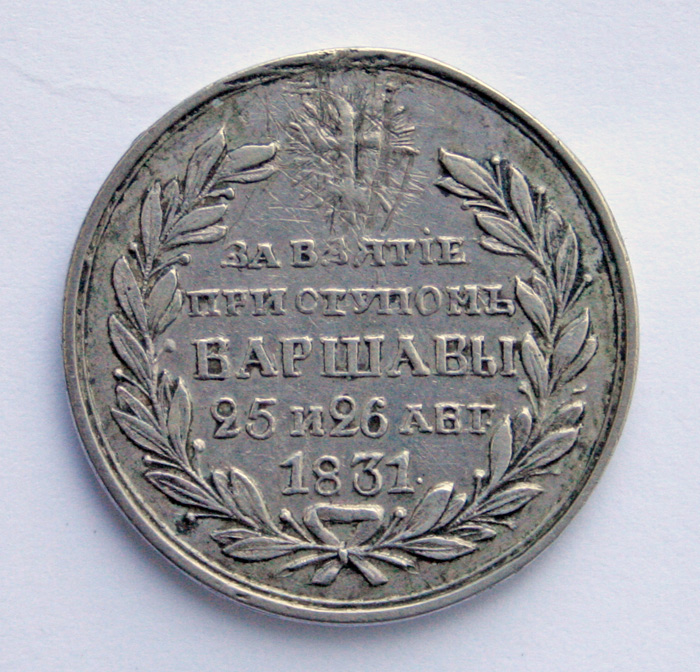 ЗА ВЗЯТІЕ
ПРИСТУПОМЪ
ВАРШАВЫ
25 и 26 АВГ.
1831.